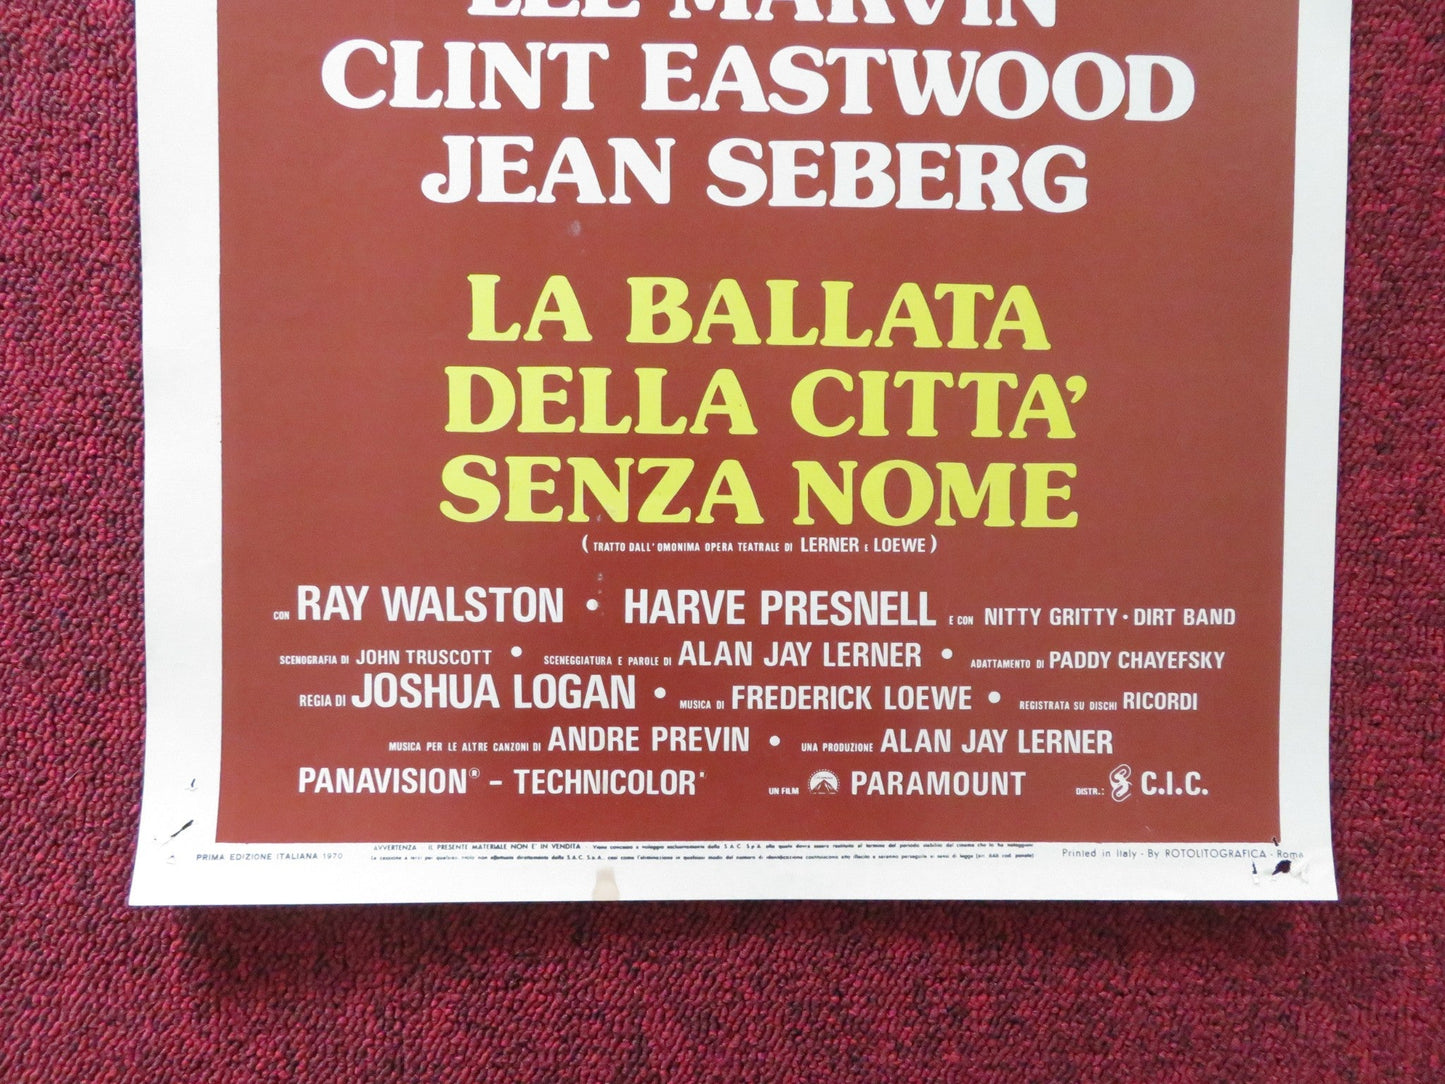 LEE MARVIN
CLINT EASTWOOD
JEAN SEBERG
LA BALLATA
DELLA CITTA'
SENZA NOME
( TRATTO DALL'OMONIMA OPERA TEATRALE DI LERNER E LOEWE )
CON RAY WALSTON • HARVE PRESNELL E CON NITTY GRITTY • DIRT BAND
SCENOGRAFIA DI JOHN TRUSCOTT • SCENEGGIATURA E PAROLE DI ALAN JAY LERNER • ADATTAMENTO DI PADDY CHAYEFSKY
REGIA DI JOSHUA LOGAN • MUSICA DI FREDERICK LOEWE • REGISTRATA SU DISCHI RICORDI
MUSICA PER LE ALTRE CANZONI DI ANDRE PREVIN • UNA PRODUZIONE ALAN JAY LERNER
PANAVISION® - TECHNICOLOR' UN FILM PARAMOUNT DISTR.: C.I.C.
PRIMA EDIZIONE ITALIANA 1970
AVVERTENZA IL PRESENTE MATERIALE NON E' IN VENDITA
Printed in Italy - By ROTOLITOGRAFICA - Roma